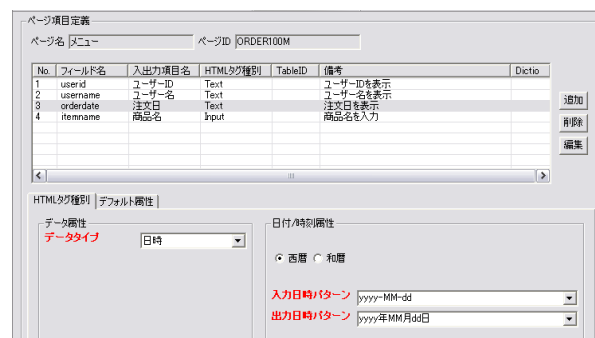 ページ項目定義
ページ名 メニュー ページID ORDER100M
No. フィールド名 入出力項目名 HTMLタグ種別 TableID 備考 Dictio
1 userid ユーザーID Text ユーザーIDを表示
2 username ユーザー名 Text ユーザー名を表示
3 orderdate 注文日 Text 注文日を表示
4 itemname 商品名 Input 商品名を入力
追加
削除
編集
HTMLタグ種別 デフォルト属性
データ属性 日付/時刻属性
データタイプ 日時
西暦 和暦
入力日時パターン yyyy-MM-dd
出力日時パターン yyyy年MM月dd日